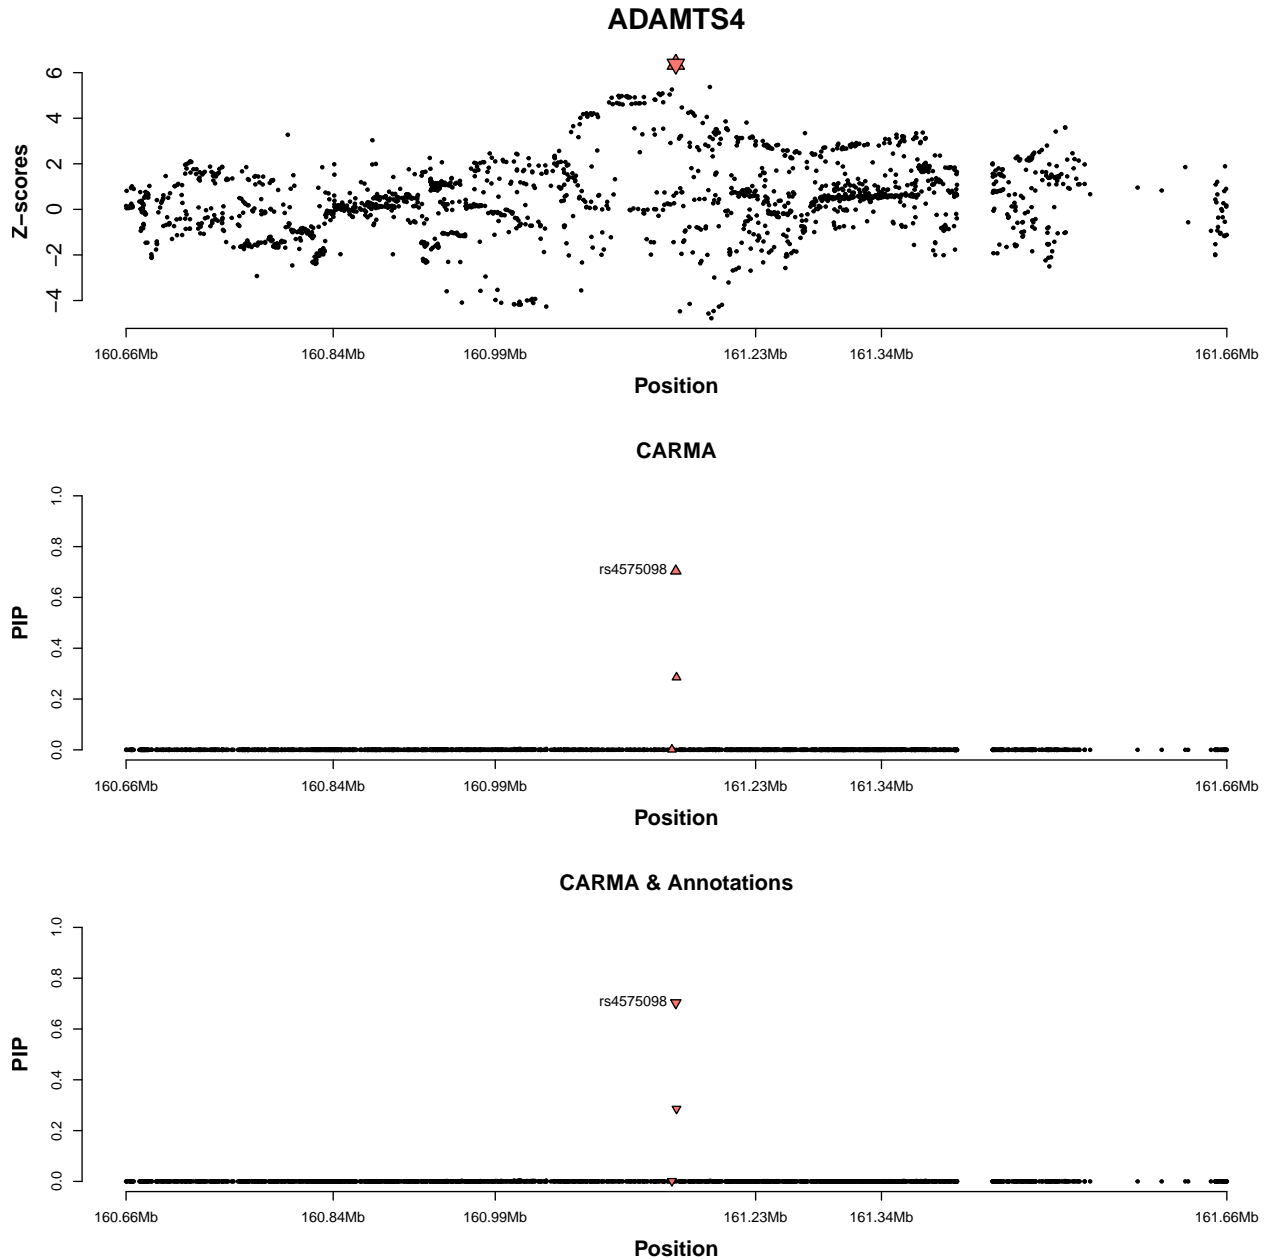 ADAMTS4
6
4
2
0
−2
−4
Z−scores
160.66Mb 160.84Mb 160.99Mb 161.23Mb 161.34Mb 161.66Mb
Position
CARMA
1.0
0.8
0.6
0.4
0.2
0.0
PIP
rs4575098
160.66Mb 160.84Mb 160.99Mb 161.23Mb 161.34Mb 161.66Mb
Position
CARMA & Annotations
1.0
0.8
0.6
0.4
0.2
0.0
PIP
rs4575098
160.66Mb 160.84Mb 160.99Mb 161.23Mb 161.34Mb 161.66Mb
Position